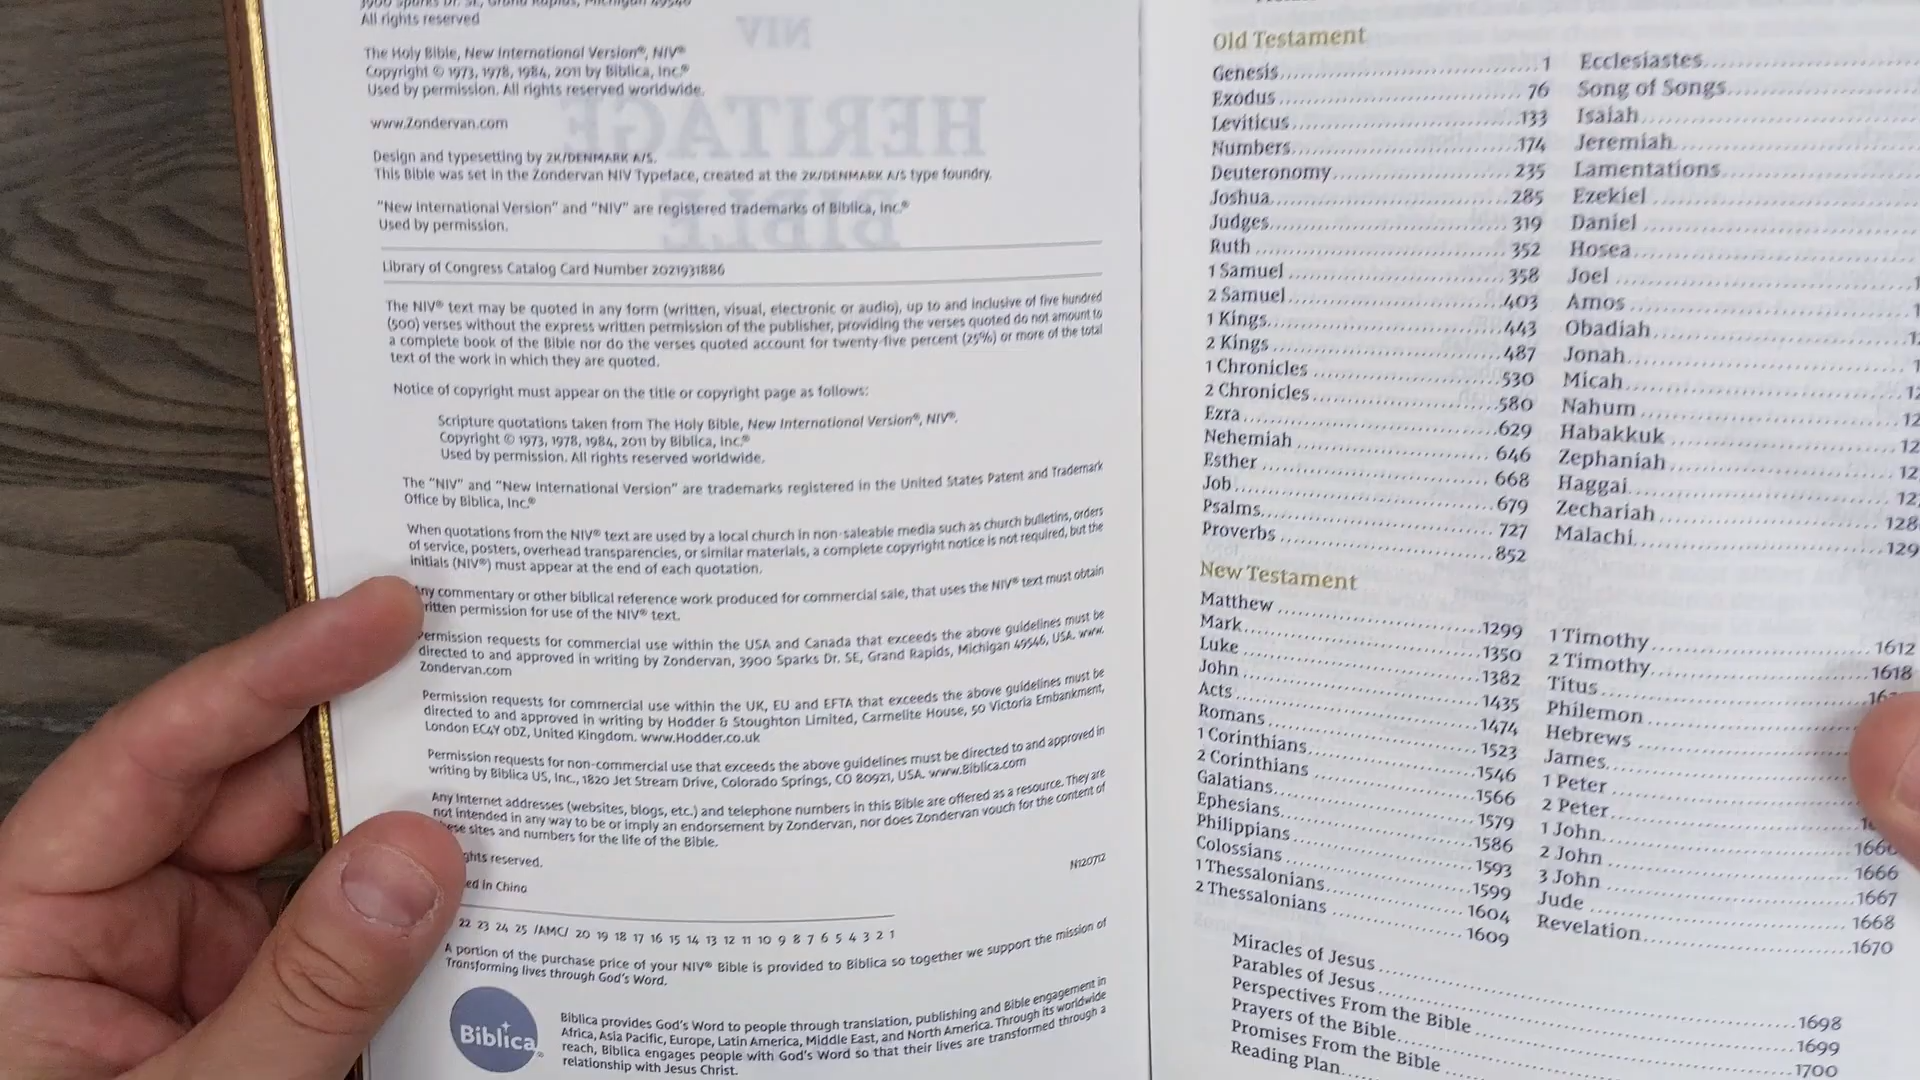 3900 Sparks Dr. SE, Grand Rapids, Michigan 49546
All rights reserved
The Holy Bible, New International Version®, NIV®
Copyright © 1973, 1978, 1984, 2011 by Biblica, Inc.®
Used by permission. All rights reserved worldwide.
www.Zondervan.com
Design and typesetting by 2K/DENMARK A/S.
This Bible was set in the Zondervan NIV Typeface, created at the 2K/DENMARK A/S type foundry.
"New International Version" and "NIV" are registered trademarks of Biblica, Inc.®
Used by permission.
Library of Congress Catalog Card Number 2021931886
The NIV® text may be quoted in any form (written, visual, electronic or audio), up to and inclusive of five hundred
(500) verses without the express written permission of the publisher, providing the verses quoted do not amount to
a complete book of the Bible nor do the verses quoted account for twenty-five percent (25%) or more of the total
text of the work in which they are quoted.
Notice of copyright must appear on the title or copyright page as follows:
Scripture quotations taken from The Holy Bible, New International Version®, NIV®.
Copyright © 1973, 1978, 1984, 2011 by Biblica, Inc.®
Used by permission. All rights reserved worldwide.
The "NIV" and "New International Version" are trademarks registered in the United States Patent and Trademark
Office by Biblica, Inc.®
When quotations from the NIV® text are used by a local church in non-saleable media such as church bulletins, orders
of service, posters, overhead transparencies, or similar materials, a complete copyright notice is not required, but the
initials (NIV®) must appear at the end of each quotation.
ny commentary or other biblical reference work produced for commercial sale, that uses the NIV® text must obtain
ritten permission for use of the NIV® text.
Permission requests for commercial use within the USA and Canada that exceeds the above guidelines must be
directed to and approved in writing by Zondervan, 3900 Sparks Dr. SE, Grand Rapids, Michigan 49546, USA. www.
Zondervan.com
Permission requests for commercial use within the UK, EU and EFTA that exceeds the above guidelines must be
directed to and approved in writing by Hodder & Stoughton Limited, Carmelite House, 50 Victoria Embankment,
London EC4Y 0DZ, United Kingdom. www.Hodder.co.uk
Permission requests for non-commercial use that exceeds the above guidelines must be directed to and approved in
writing by Biblica US, Inc., 1820 Jet Stream Drive, Colorado Springs, CO 80921, USA. www.Biblica.com
Any Internet addresses (websites, blogs, etc.) and telephone numbers in this Bible are offered as a resource. They are
not intended in any way to be or imply an endorsement by Zondervan, nor does Zondervan vouch for the content of
ese sites and numbers for the life of the Bible.
ghts reserved.
N120712
ed in China
22 23 24 25 /AMC/ 20 19 18 17 16 15 14 13 12 11 10 9 8 7 6 5 4 3 2 1
A portion of the purchase price of your NIV® Bible is provided to Biblica so together we support the mission of
Transforming lives through God's Word.
Biblica
Biblica provides God's Word to people through translation, publishing and Bible engagement in
Africa, Asia Pacific, Europe, Latin America, Middle East, and North America. Through its worldwide
reach, Biblica engages people with God's Word so that their lives are transformed through a
relationship with Jesus Christ.
Old Testament
Genesis 1
Exodus 76
Leviticus 133
Numbers 174
Deuteronomy 235
Joshua 285
Judges 319
Ruth 352
1 Samuel 358
2 Samuel 403
1 Kings 443
2 Kings 487
1 Chronicles 530
2 Chronicles 580
Ezra 629
Nehemiah 646
Esther 668
Job 679
Psalms 727
Proverbs 852
Ecclesiastes
Song of Songs
Isaiah
Jeremiah
Lamentations
Ezekiel
Daniel
Hosea
Joel
Amos
Obadiah
Jonah
Micah
Nahum
Habakkuk
Zephaniah
Haggai
Zechariah
Malachi
New Testament
Matthew 1299
Mark 1350
Luke 1382
John 1435
Acts 1474
Romans 1523
1 Corinthians 1546
2 Corinthians 1566
Galatians 1579
Ephesians 1586
Philippians 1593
Colossians 1599
1 Thessalonians 1604
2 Thessalonians 1609
1 Timothy 1612
2 Timothy 1618
Titus
Philemon
Hebrews
James
1 Peter
2 Peter
1 John 1660
2 John 1666
3 John 1667
Jude 1668
Revelation 1670
Miracles of Jesus 1698
Parables of Jesus 1699
Perspectives From the Bible 1700
Prayers of the Bible
Promises From the Bible
Reading Plan